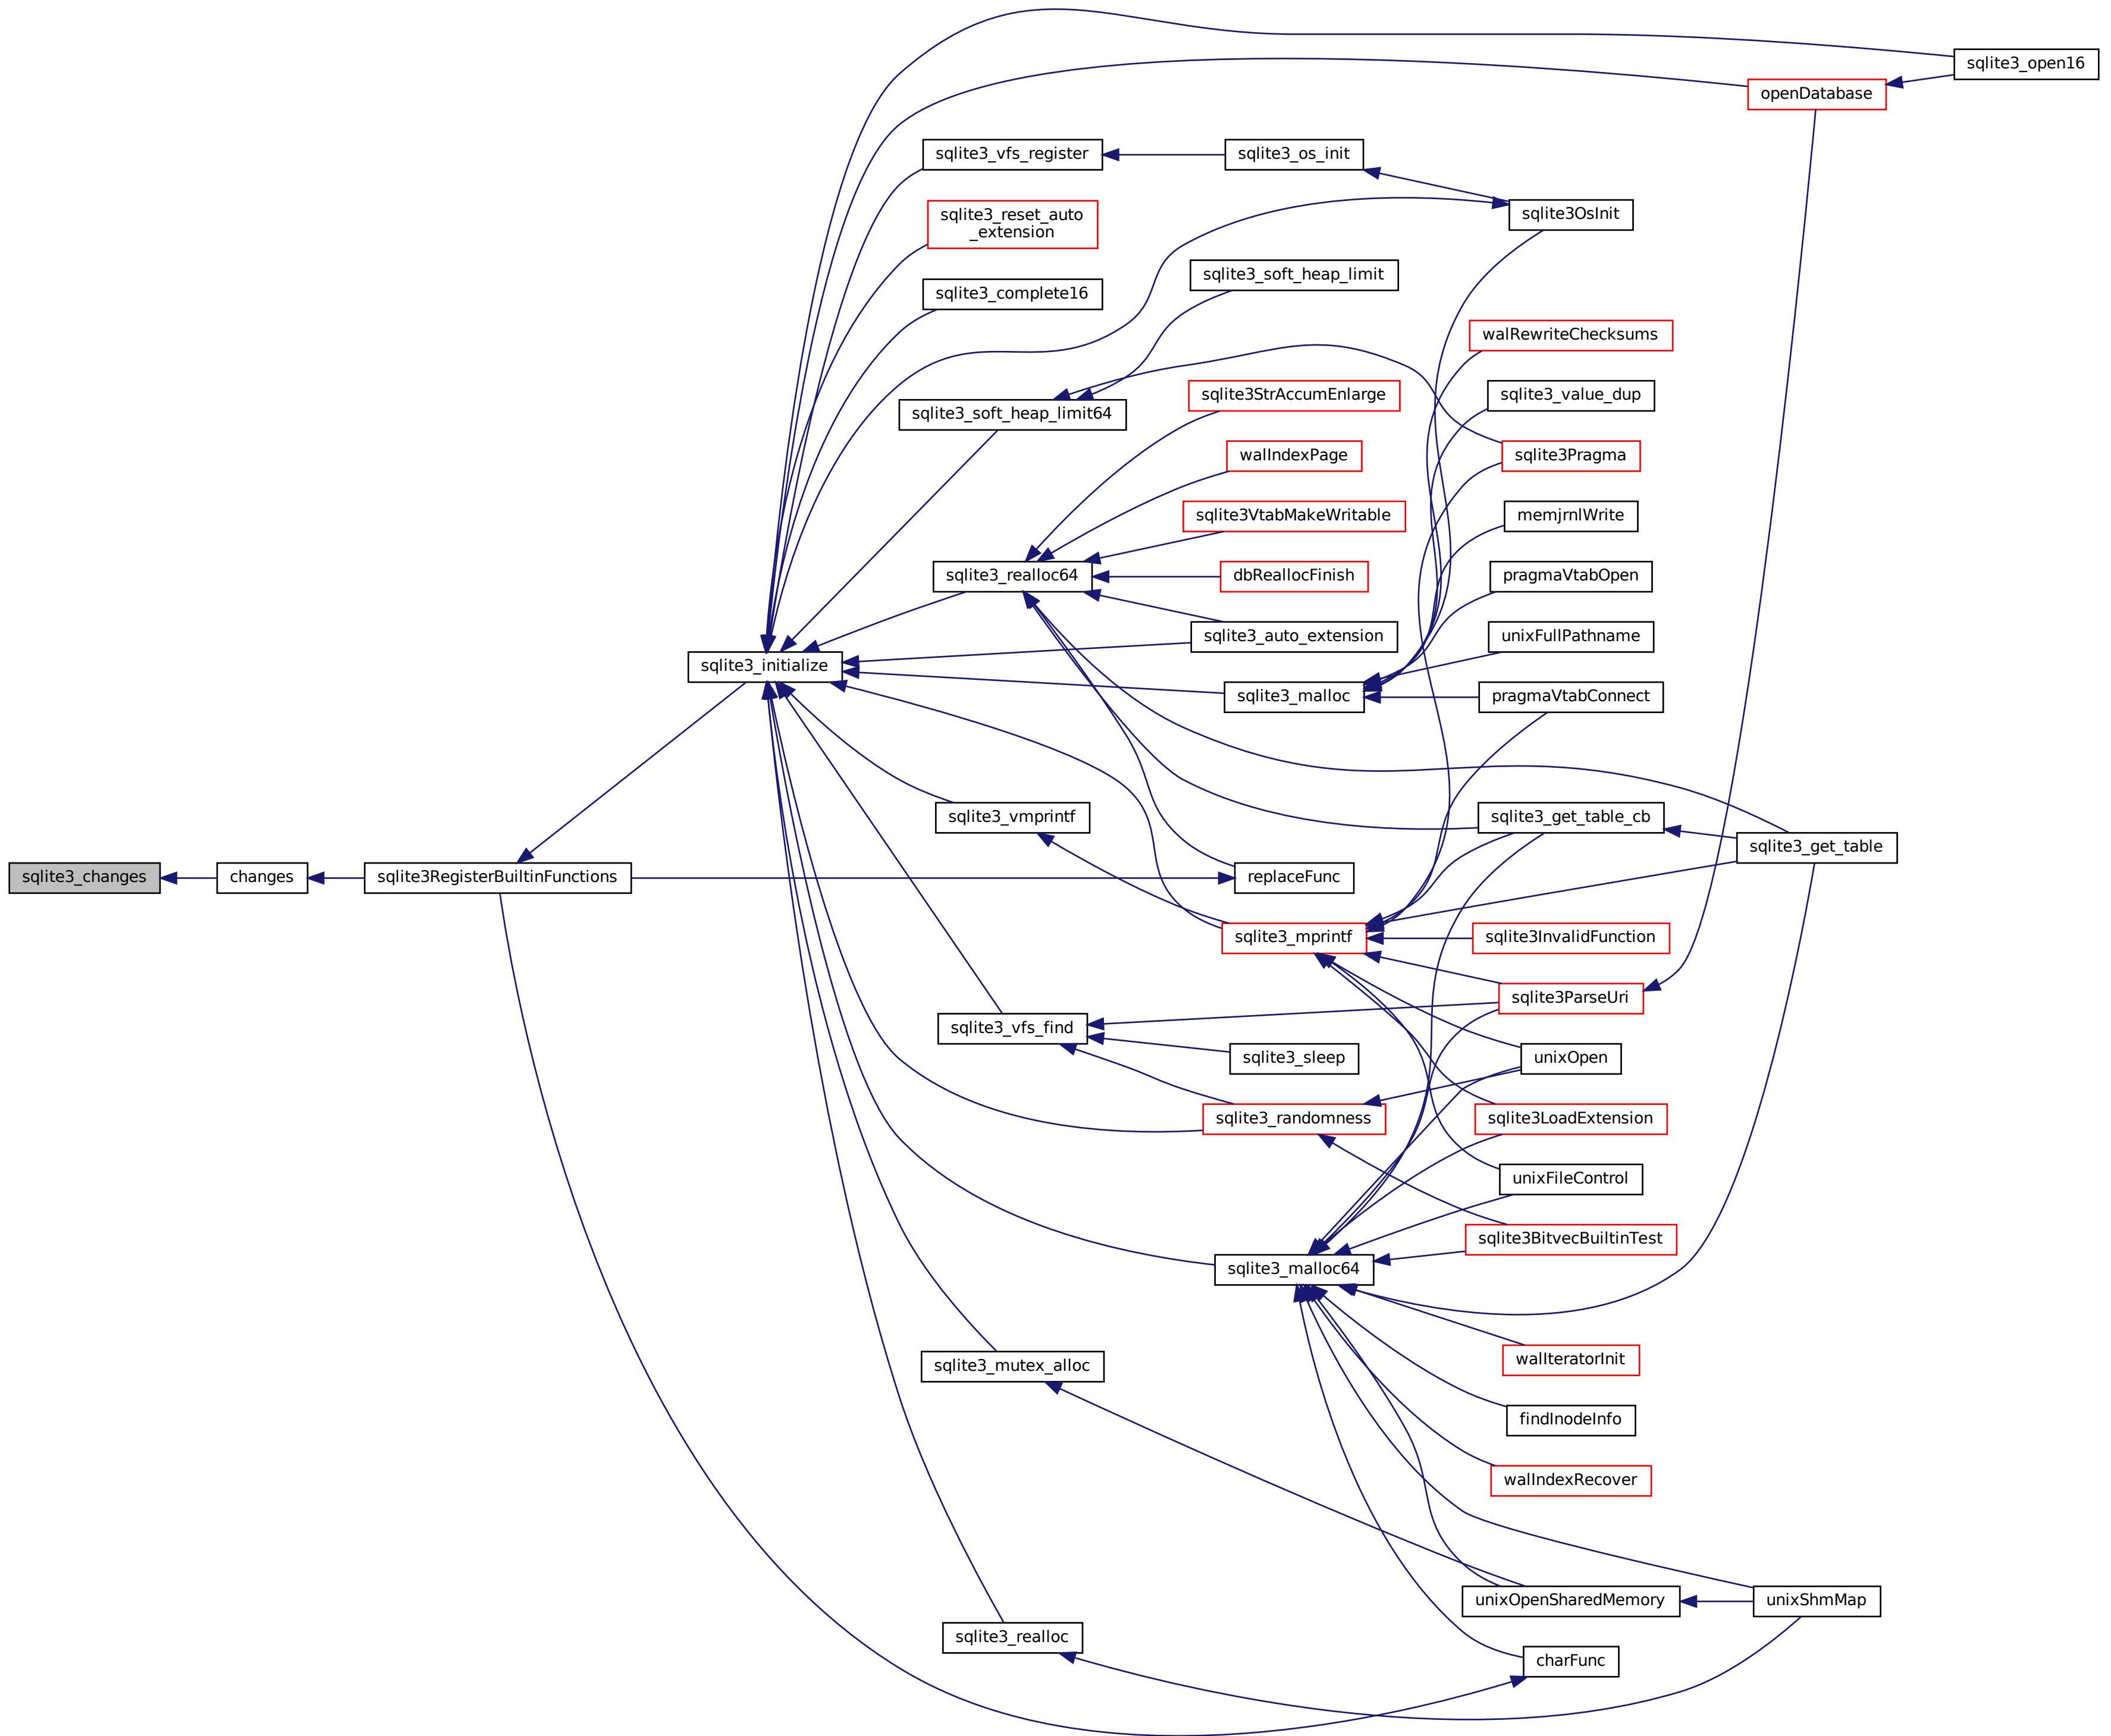 sqlite3_open16
openDatabase
sqlite3_vfs_register
sqlite3_os_init
sqlite3_reset_auto
_extension
sqlite3OsInit
sqlite3_soft_heap_limit
sqlite3_complete16
walRewriteChecksums
sqlite3StrAccumEnlarge
sqlite3_value_dup
sqlite3_soft_heap_limit64
walIndexPage
sqlite3Pragma
sqlite3VtabMakeWritable
memjrnlWrite
sqlite3_realloc64
dbReallocFinish
pragmaVtabOpen
sqlite3_auto_extension
unixFullPathname
sqlite3_initialize
sqlite3_malloc
pragmaVtabConnect
sqlite3_vmprintf
sqlite3_get_table_cb
sqlite3_get_table
sqlite3_changes
changes
sqlite3RegisterBuiltinFunctions
replaceFunc
sqlite3_mprintf
sqlite3InvalidFunction
sqlite3ParseUri
sqlite3_vfs_find
sqlite3_sleep
unixOpen
sqlite3_randomness
sqlite3LoadExtension
unixFileControl
sqlite3BitvecBuiltinTest
sqlite3_malloc64
walIteratorInit
sqlite3_mutex_alloc
findInodeInfo
walIndexRecover
unixOpenSharedMemory
unixShmMap
sqlite3_realloc
charFunc